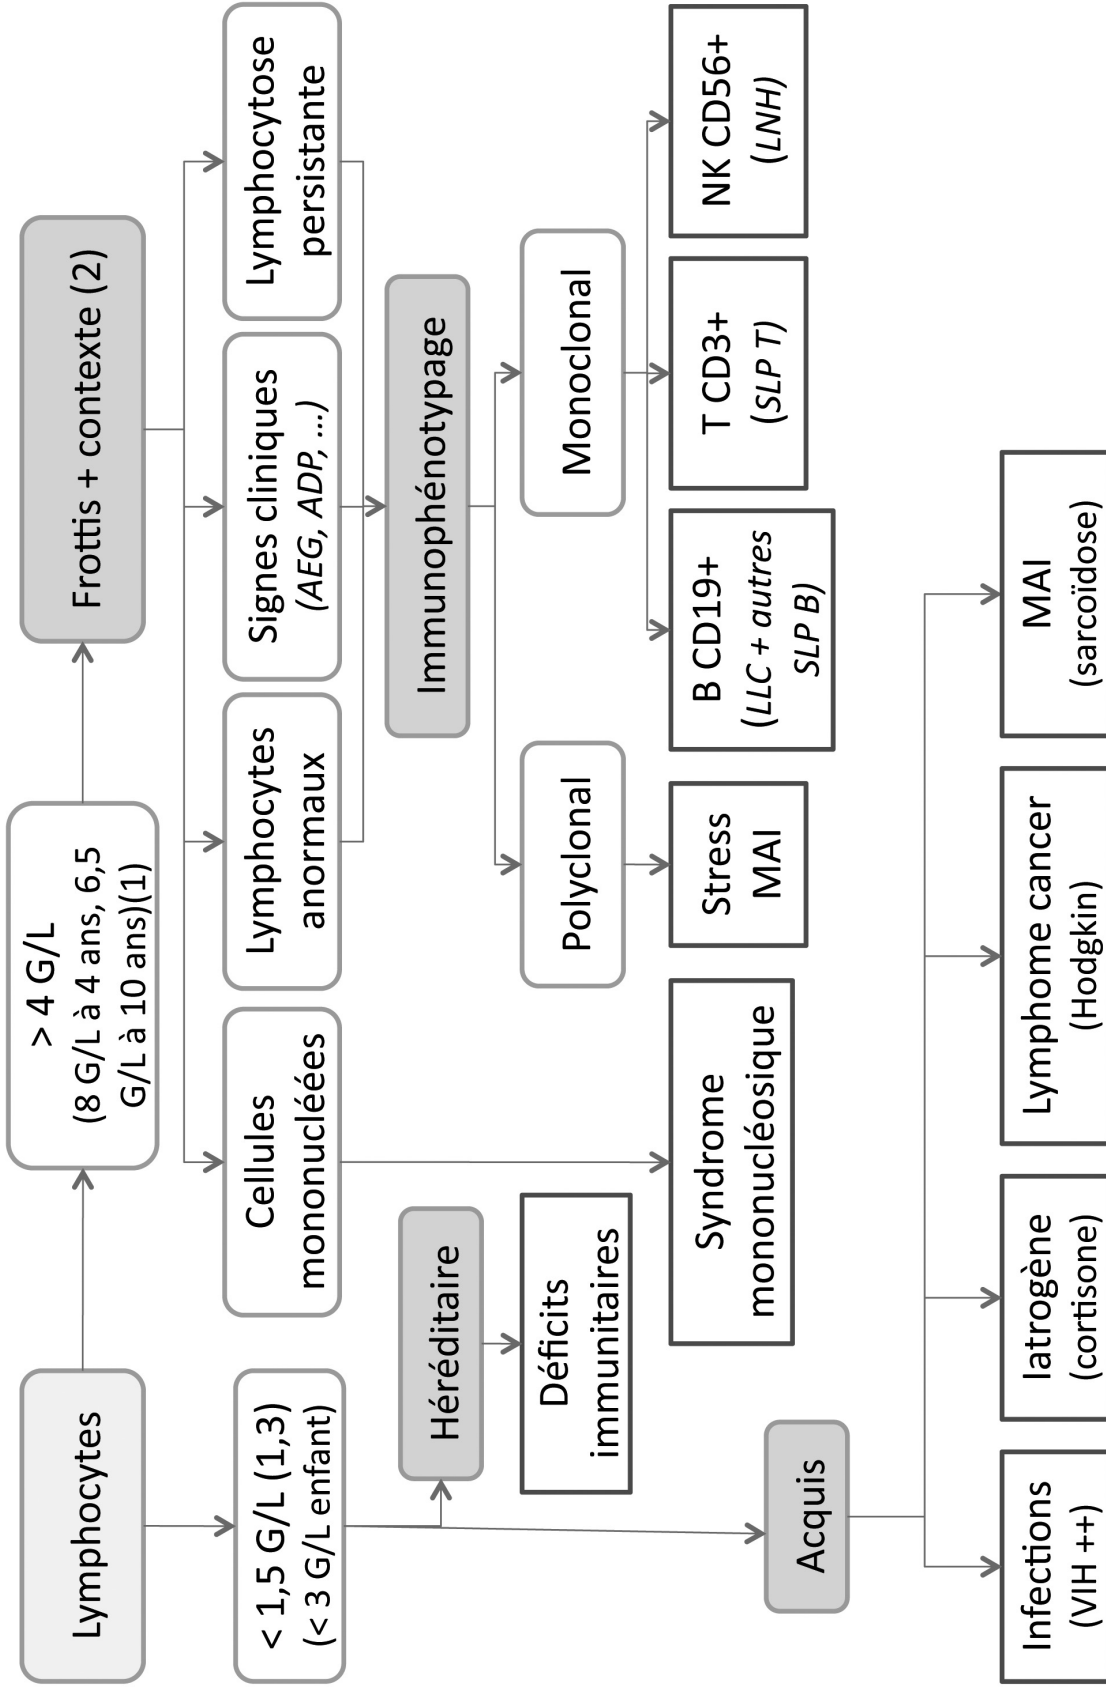 Lymphocytes
> 4 G/L
(8 G/L à 4 ans, 6,5
G/L à 10 ans)(1)
Frottis + contexte (2)
< 1,5 G/L (1,3)
(< 3 G/L enfant)
Cellules
mononucléées
Lymphocytes
anormaux
Signes cliniques
(AEG, ADP, ...)
Lymphocytose
persistante
Héréditaire
Immunophénotypage
Déficits
immunitaires
Polyclonal
Monoclonal
Syndrome
mononucléosique
Stress
MAI
B CD19+
(LLC + autres
SLP B)
T CD3+
(SLP T)
NK CD56+
(LNH)
Acquis
Infections
(VIH ++)
Iatrogène
(cortisone)
Lymphome cancer
(Hodgkin)
MAI
(sarcoïdose)